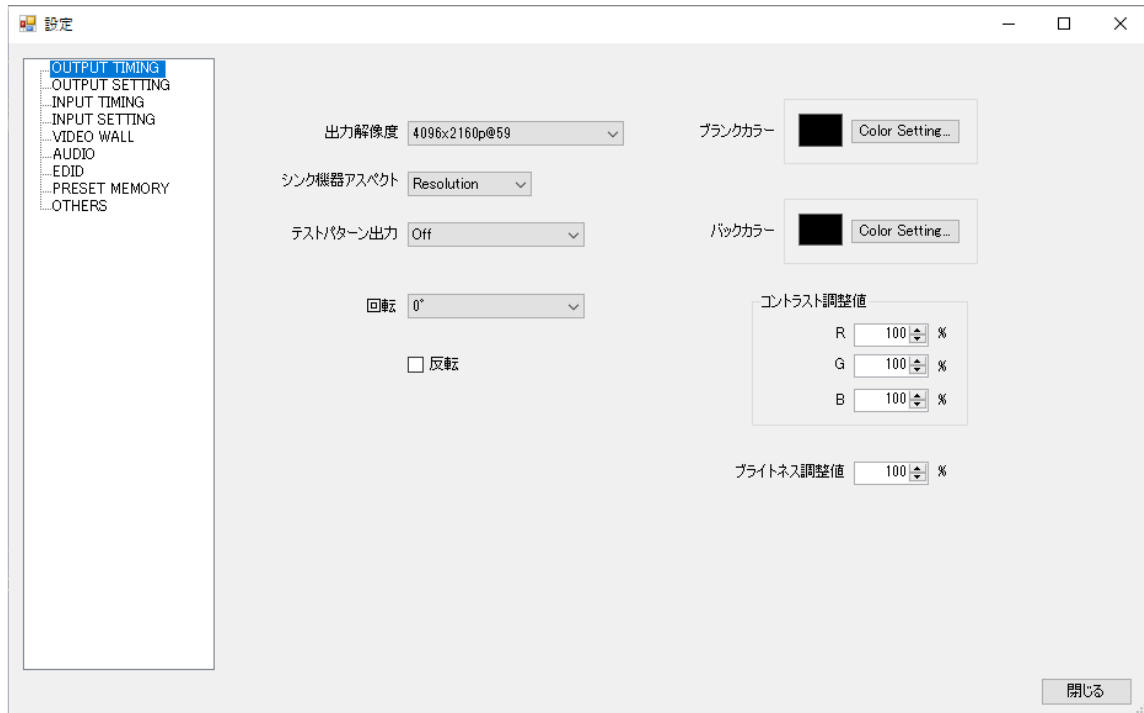 設定
OUTPUT TIMING
OUTPUT SETTING
INPUT TIMING
INPUT SETTING
VIDEO WALL
AUDIO
EDID
PRESET MEMORY
OTHERS
出力解像度 4096x2160p@59
シンク機器アスペクト Resolution
テストパターン出力 Off
回転 0°
反転
ブランクカラー Color Setting...
バックカラー Color Setting...
コントラスト調整値
R 100 %
G 100 %
B 100 %
ブライトネス調整値 100 %
閉じる